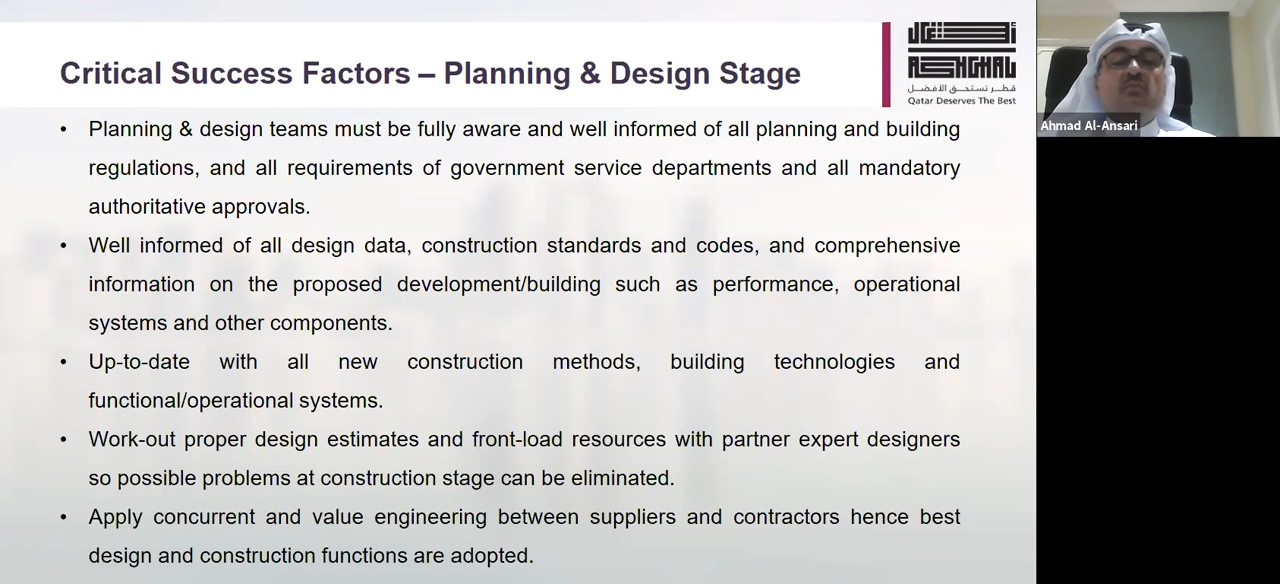 Critical Success Factors – Planning & Design Stage
أشغال
ASHGHAL
قطر تستحق الأفضل
Qatar Deserves The Best
Ahmad Al-Ansari
• Planning & design teams must be fully aware and well informed of all planning and building
regulations, and all requirements of government service departments and all mandatory
authoritative approvals.
• Well informed of all design data, construction standards and codes, and comprehensive
information on the proposed development/building such as performance, operational
systems and other components.
• Up-to-date with all new construction methods, building technologies and
functional/operational systems.
• Work-out proper design estimates and front-load resources with partner expert designers
so possible problems at construction stage can be eliminated.
• Apply concurrent and value engineering between suppliers and contractors hence best
design and construction functions are adopted.